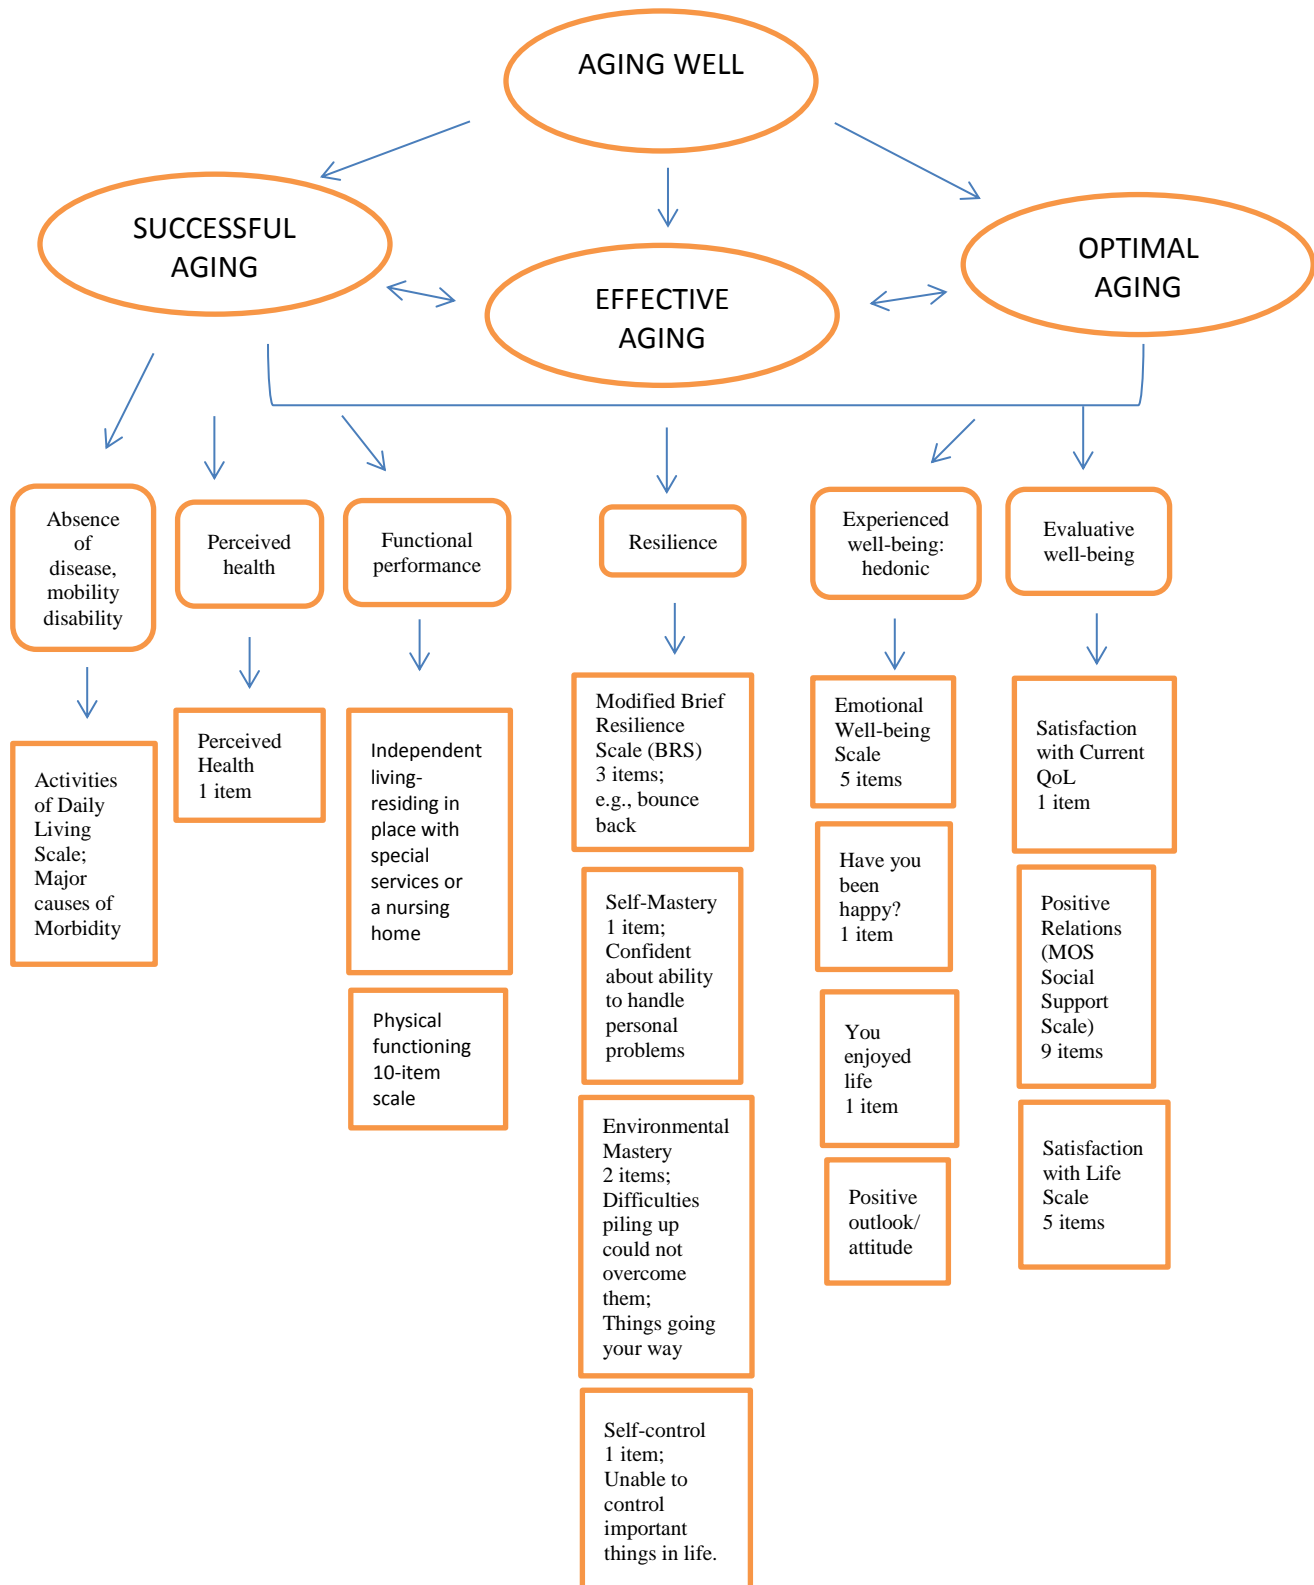 AGING WELL
SUCCESSFUL
AGING
EFFECTIVE
AGING
OPTIMAL
AGING
Absence
of
disease,
mobility
disability
Perceived
health
Functional
performance
Resilience
Experienced
well-being:
hedonic
Evaluative
well-being
Activities
of Daily
Living
Scale;
Major
causes of
Morbidity
Perceived
Health
1 item
Independent
living-
residing in
place with
special
services or
a nursing
home
Physical
functioning
10-item
scale
Modified Brief
Resilience
Scale (BRS)
3 items;
e.g., bounce
back
Self-Mastery
1 item;
Confident
about ability
to handle
personal
problems
Environmental
Mastery
2 items;
Difficulties
piling up
could not
overcome
them;
Things going
your way
Self-control
1 item;
Unable to
control
important
things in life.
Emotional
Well-being
Scale
5 items
Have you
been
happy?
1 item
You
enjoyed
life
1 item
Positive
outlook/
attitude
Satisfaction
with Current
QoL
1 item
Positive
Relations
(MOS
Social
Support
Scale)
9 items
Satisfaction
with Life
Scale
5 items